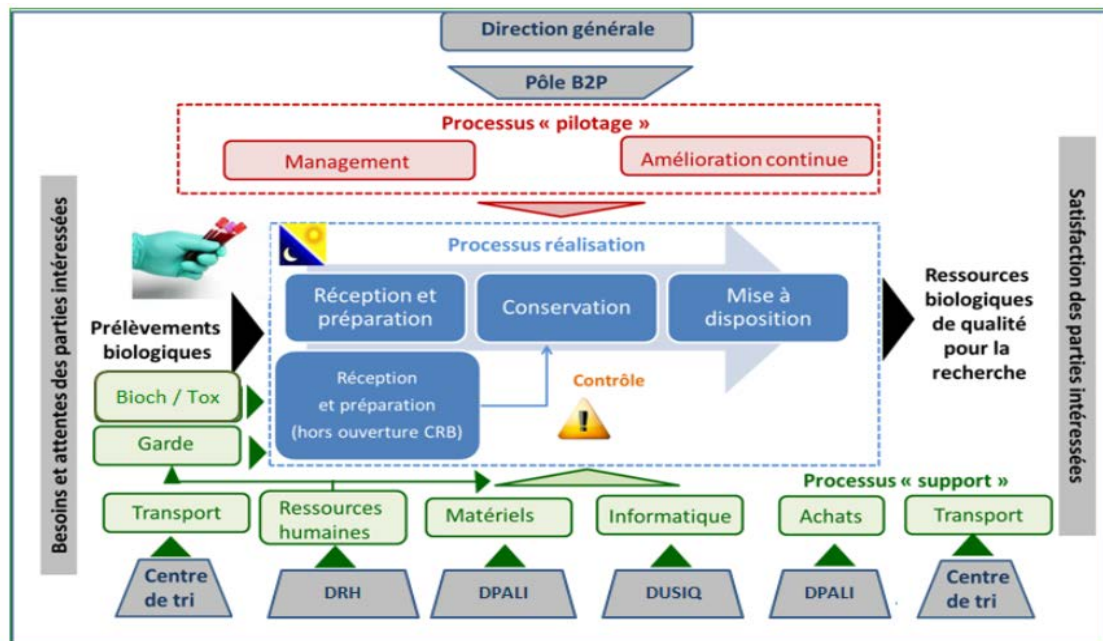 Direction générale
Pôle B2P
Processus « pilotage »
Management
Amélioration continue
Besoins et attentes des parties intéressées
Satisfaction des parties intéressées
Processus réalisation
Réception et
préparation
Conservation
Mise à
disposition
Prélèvements
biologiques
Ressources
biologiques
de qualité
pour la
recherche
Bioch / Tox
Garde
Réception
et préparation
(hors ouverture CRB)
Contrôle
Processus « support »
Transport
Ressources
humaines
Matériels
Informatique
Achats
Transport
Centre
de tri
DRH
DPALI
DUSIQ
DPALI
Centre
de tri